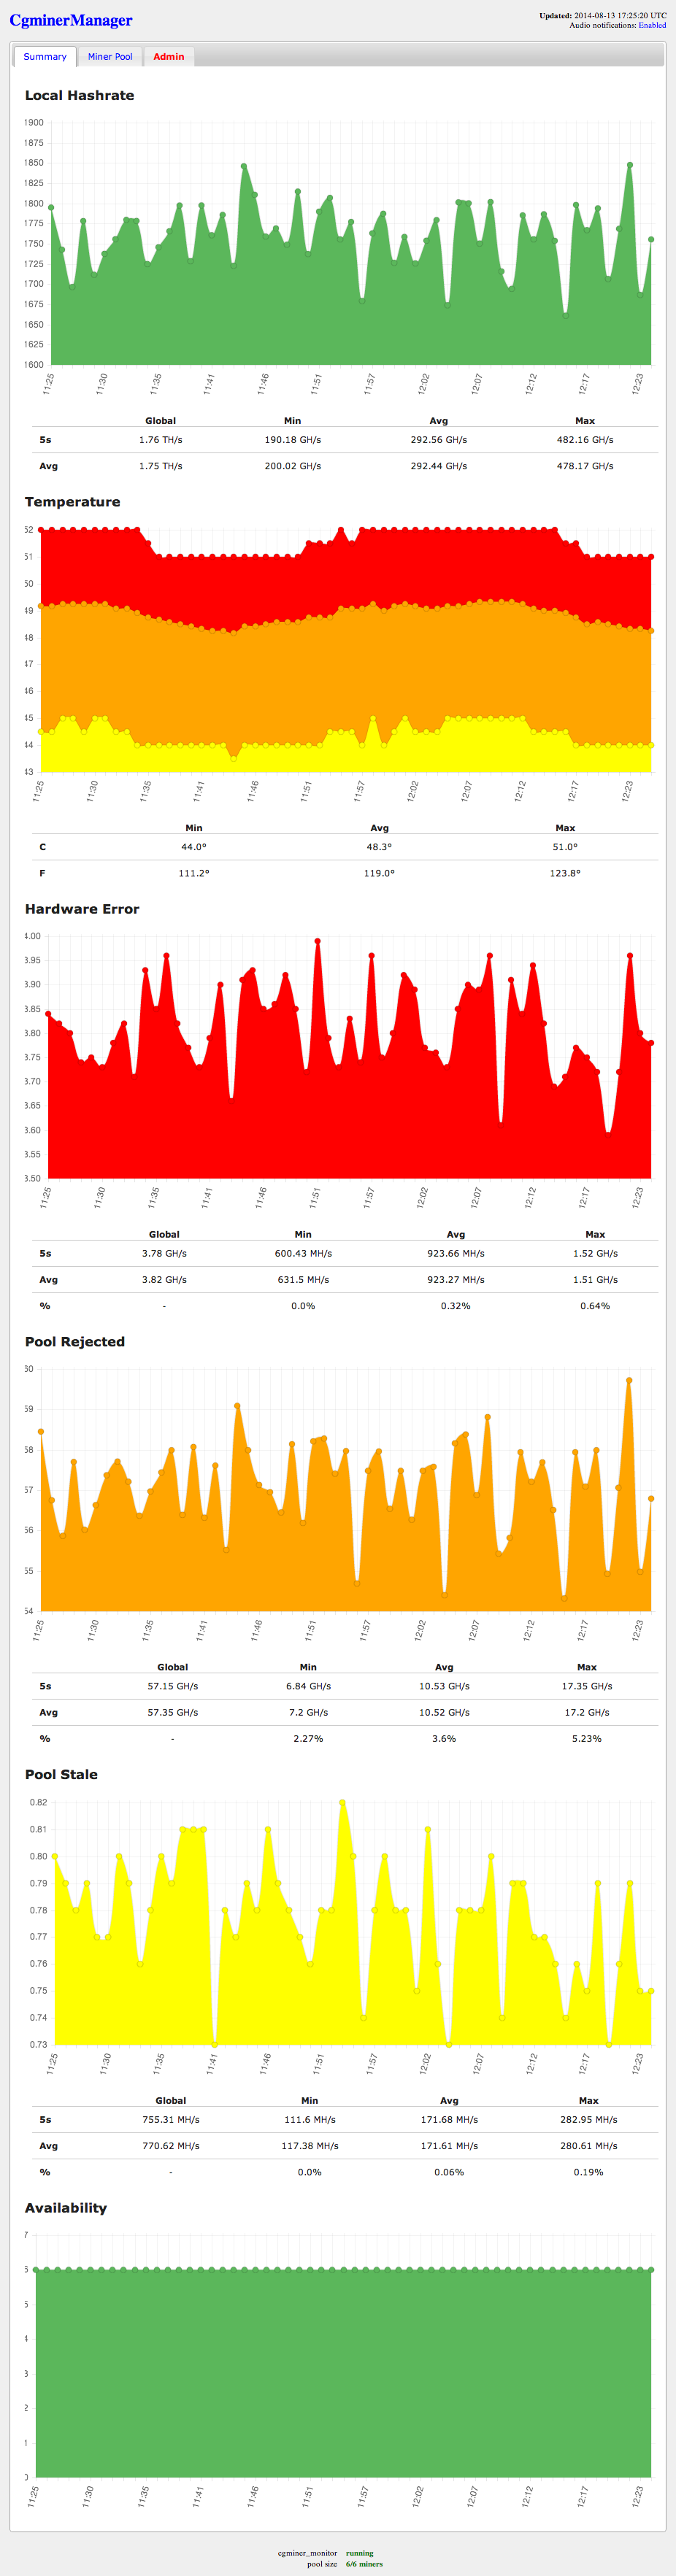 CgminerManager
Updated: 2014-08-13 17:25:20 UTC
Audio notifications: Enabled
Summary Miner Pool Admin
Local Hashrate
1900
1875
1850
1825
1800
1775
1750
1725
1700
1675
1650
1625
1600
11:25 11:30 11:35 11:41 11:46 11:51 11:57 12:02 12:07 12:12 12:17 12:23
Global Min Avg Max
5s 1.76 TH/s 190.18 GH/s 292.56 GH/s 482.16 GH/s
Avg 1.75 TH/s 200.02 GH/s 292.44 GH/s 478.17 GH/s
Temperature
52
51
50
49
48
47
46
45
44
43
11:25 11:30 11:35 11:41 11:46 11:51 11:57 12:02 12:07 12:12 12:17 12:23
Min Avg Max
C 44.0° 48.3° 51.0°
F 111.2° 119.0° 123.8°
Hardware Error
4.00
3.95
3.90
3.85
3.80
3.75
3.70
3.65
3.60
3.55
3.50
11:25 11:30 11:35 11:41 11:46 11:51 11:57 12:02 12:07 12:12 12:17 12:23
Global Min Avg Max
5s 3.78 GH/s 600.43 MH/s 923.66 MH/s 1.52 GH/s
Avg 3.82 GH/s 631.5 MH/s 923.27 MH/s 1.51 GH/s
% - 0.0% 0.32% 0.64%
Pool Rejected
60
59
58
57
56
55
54
11:25 11:30 11:35 11:41 11:46 11:51 11:57 12:02 12:07 12:12 12:17 12:23
Global Min Avg Max
5s 57.15 GH/s 6.84 GH/s 10.53 GH/s 17.35 GH/s
Avg 57.35 GH/s 7.2 GH/s 10.52 GH/s 17.2 GH/s
% - 2.27% 3.6% 5.23%
Pool Stale
0.82
0.81
0.80
0.79
0.78
0.77
0.76
0.75
0.74
0.73
11:25 11:30 11:35 11:41 11:46 11:51 11:57 12:02 12:07 12:12 12:17 12:23
Global Min Avg Max
5s 755.31 MH/s 111.6 MH/s 171.68 MH/s 282.95 MH/s
Avg 770.62 MH/s 117.38 MH/s 171.61 MH/s 280.61 MH/s
% - 0.0% 0.06% 0.19%
Availability
7
6
5
4
3
2
1
0
11:25 11:30 11:35 11:41 11:46 11:51 11:57 12:02 12:07 12:12 12:17 12:23
cgminer_monitor running
pool size 6/6 miners